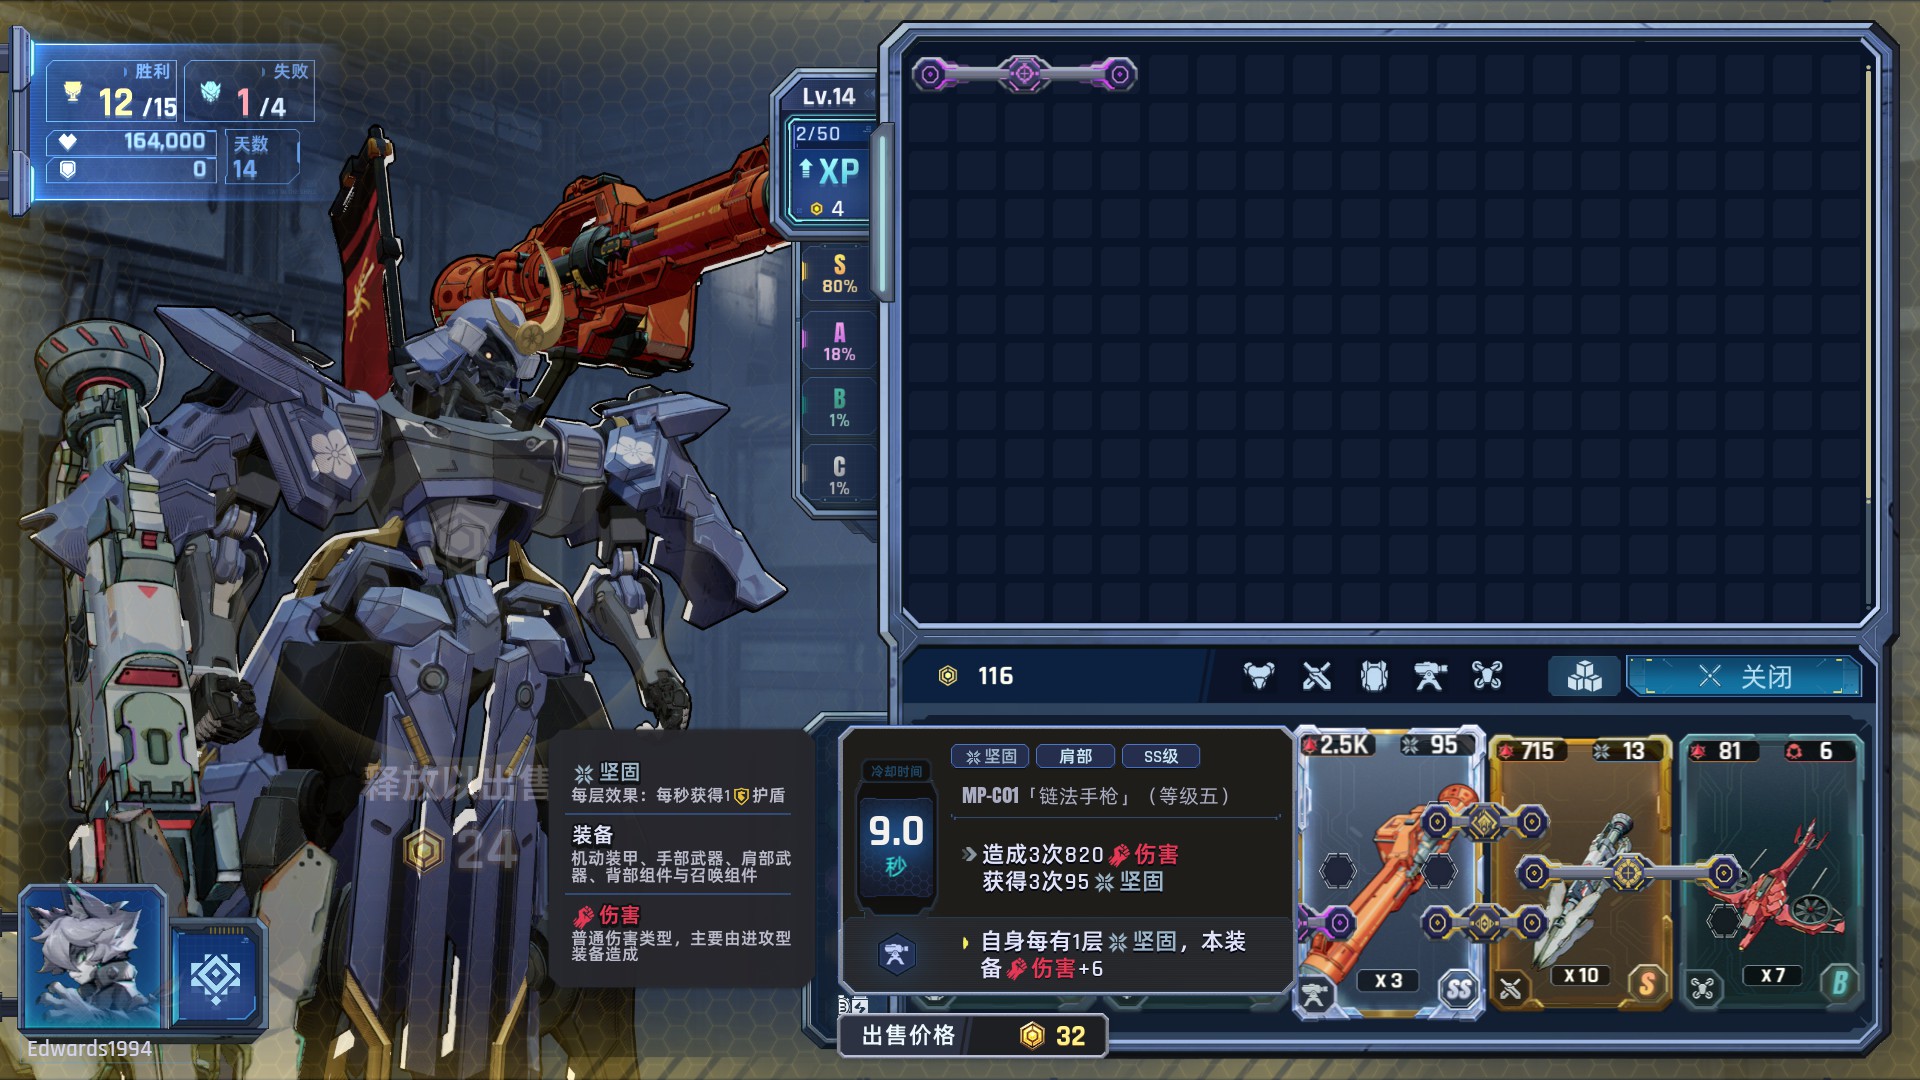 胜利
12 /15
失败
1 /4
164,000
0
天数
14
Lv.14
2/50
XP
4
S
80%
A
18%
B
1%
C
1%
116
关闭
释放以出售
24
坚固
每层效果：每秒获得1护盾
装备
机动装甲、手部武器、肩部武
器、背部组件与召唤组件
伤害
普通伤害类型，主要由进攻型
装备造成
冷却时间
9.0
秒
坚固
肩部
SS级
MP-C01「链法手枪」（等级五）
造成3次820伤害
获得3次95坚固
自身每有1层坚固，本装
备伤害+6
出售价格
32
2.5K
95
x 3
SS
715
13
x 10
S
81
6
x 7
B
Edwards1994